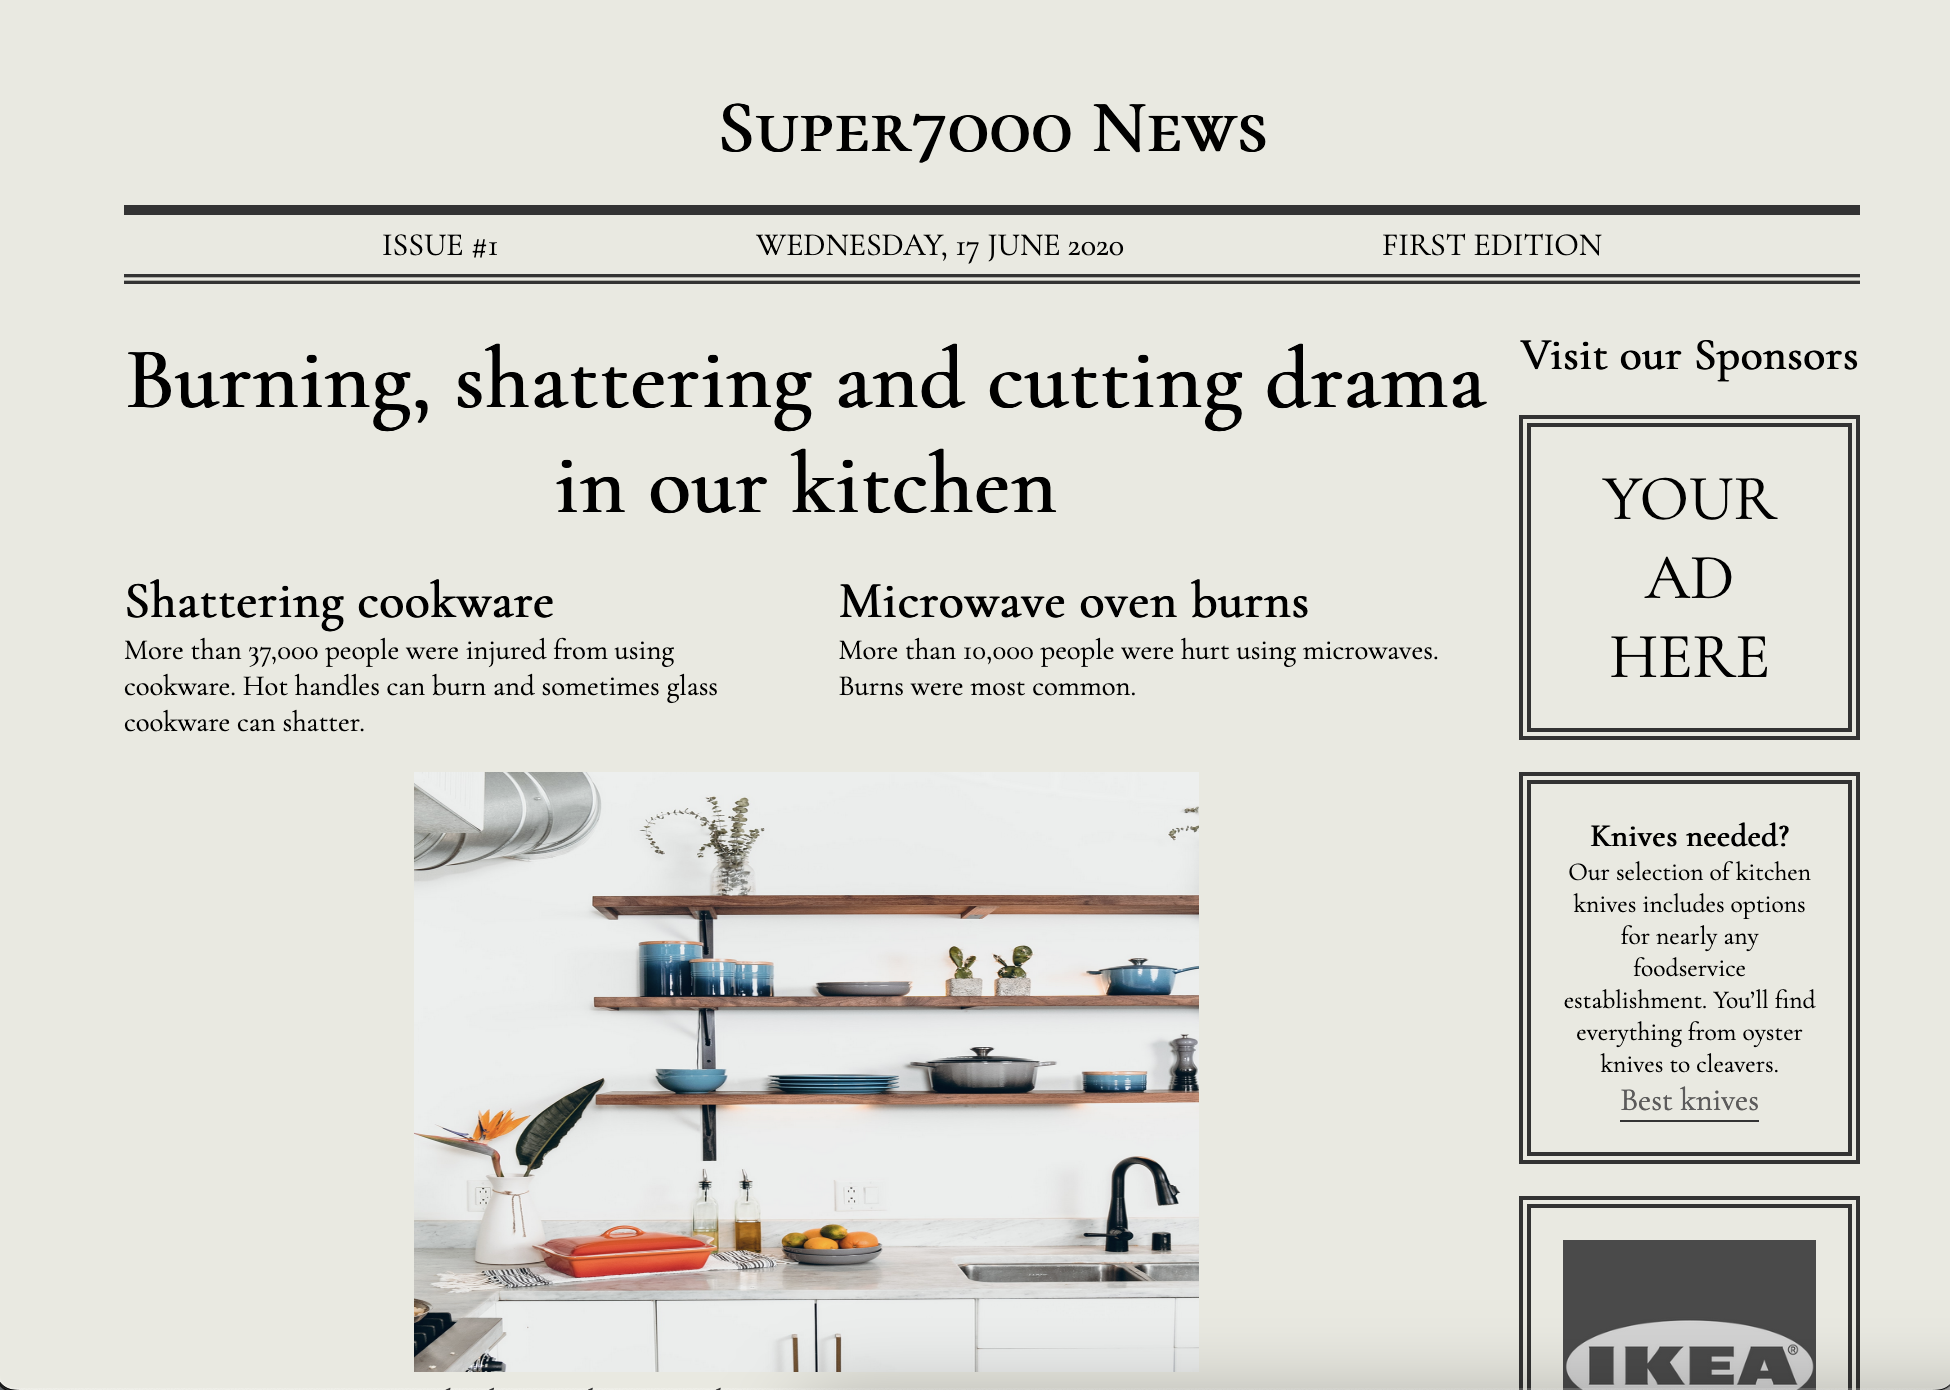 Super7000 News
ISSUE #1
WEDNESDAY, 17 JUNE 2020
FIRST EDITION
Burning, shattering and cutting drama
in our kitchen
Shattering cookware
More than 37,000 people were injured from using
cookware. Hot handles can burn and sometimes glass
cookware can shatter.
Microwave oven burns
More than 10,000 people were hurt using microwaves.
Burns were most common.
Visit our Sponsors
YOUR
AD
HERE
Knives needed?
Our selection of kitchen
knives includes options
for nearly any
foodservice
establishment. You’ll find
everything from oyster
knives to cleavers.
Best knives
IKEA®